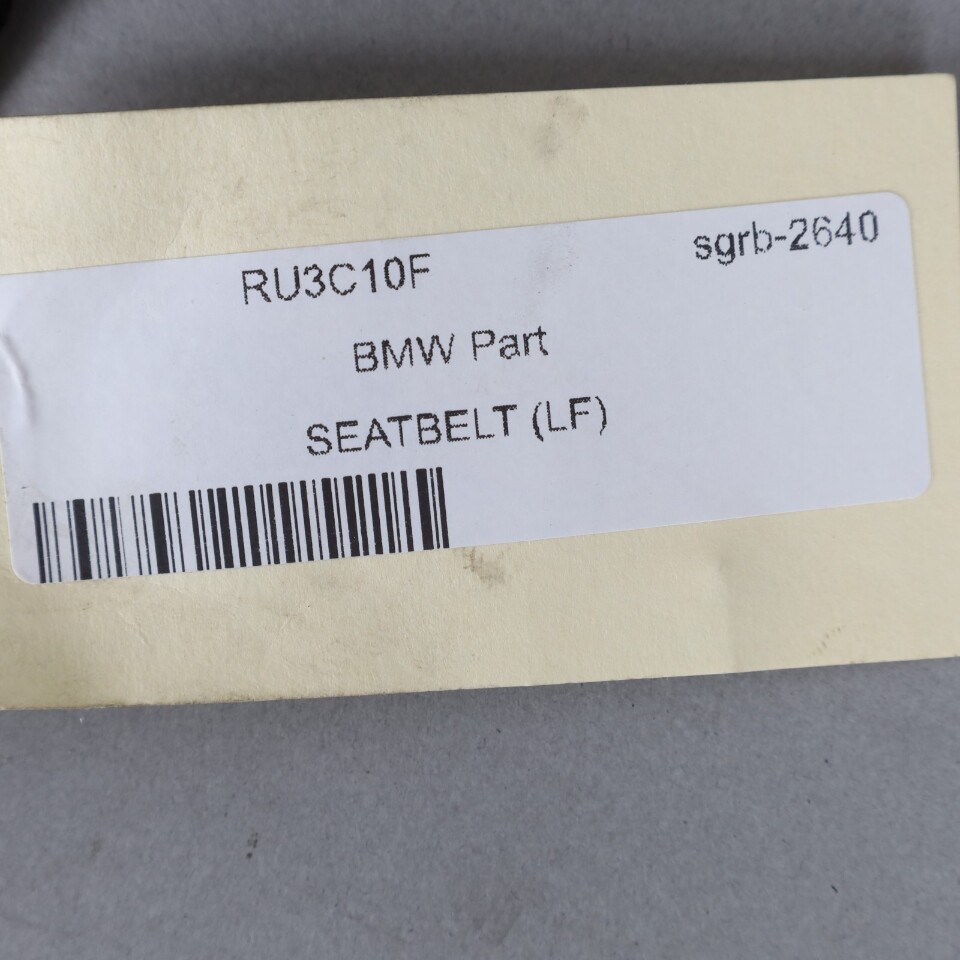 RU3C10F sgrb-2640
BMW Part
SEATBELT (LF)